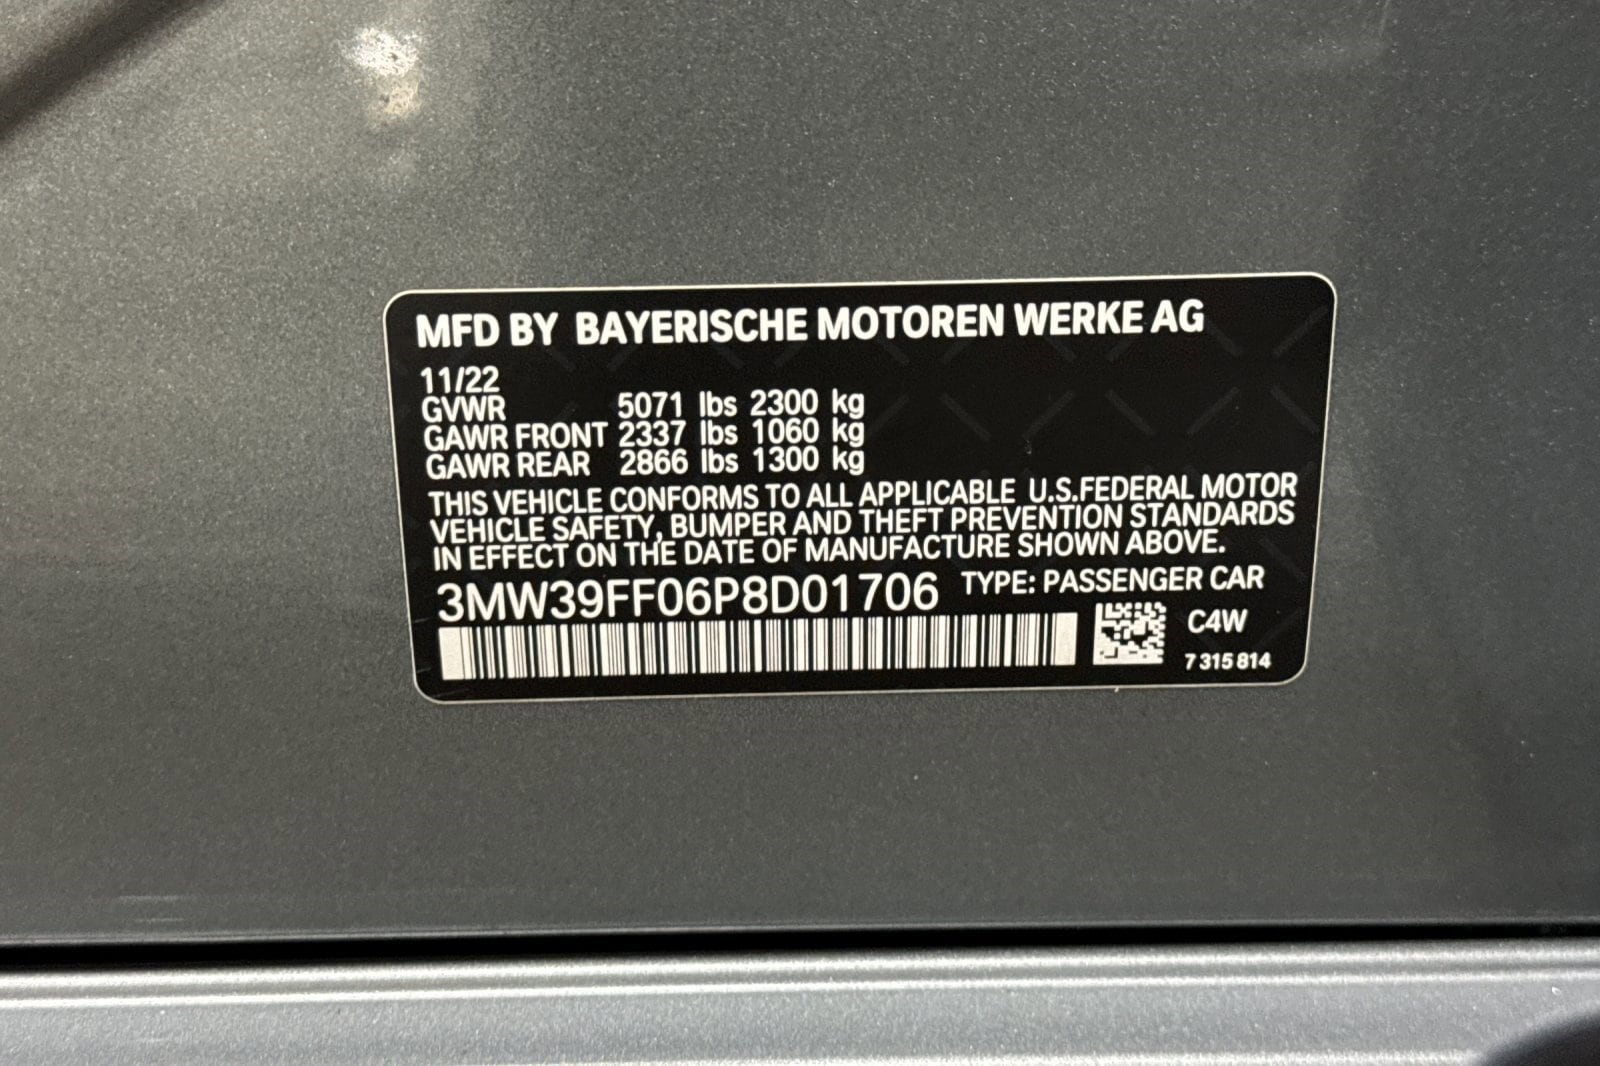 MFD BY BAYERISCHE MOTOREN WERKE AG
11/22
GVWR 5071 lbs 2300 kg
GAWR FRONT 2337 lbs 1060 kg
GAWR REAR 2866 lbs 1300 kg
THIS VEHICLE CONFORMS TO ALL APPLICABLE U.S.FEDERAL MOTOR
VEHICLE SAFETY, BUMPER AND THEFT PREVENTION STANDARDS
IN EFFECT ON THE DATE OF MANUFACTURE SHOWN ABOVE.
3MW39FF06P8D01706 TYPE: PASSENGER CAR
C4W
7 315 814